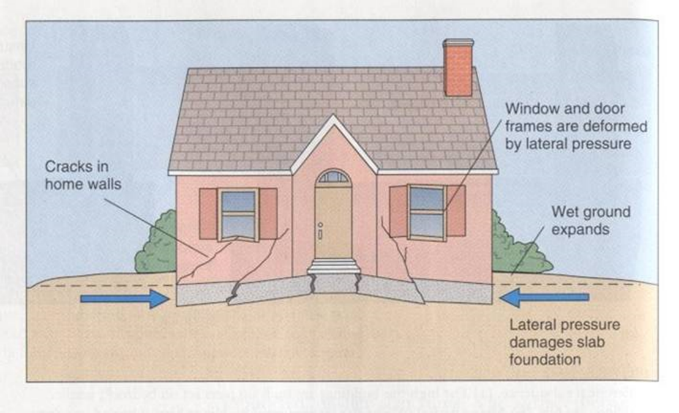 Window and door
frames are deformed
by lateral pressure
Cracks in
home walls
Wet ground
expands
Lateral pressure
damages slab
foundation